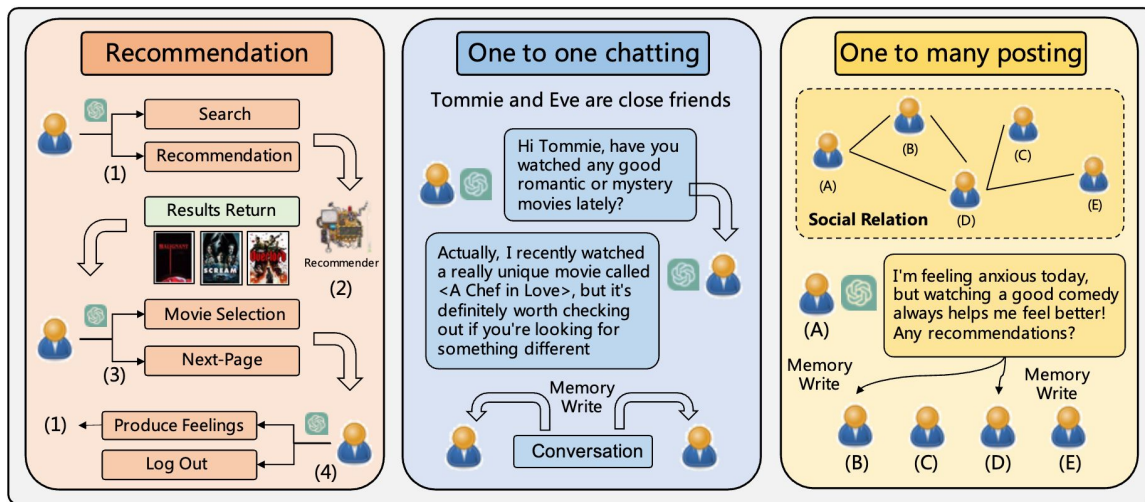 Recommendation
Search
Recommendation
(1)
Results Return
SCREAM
Recommender
(2)
Movie Selection
Next-Page
(3)
(1)
Produce Feelings
Log Out
(4)
One to one chatting
Tommie and Eve are close friends
Hi Tommie, have you
watched any good
romantic or mystery
movies lately?
Actually, I recently watched
a really unique movie called
<A Chef in Love>, but it's
definitely worth checking
out if you're looking for
something different
Memory
Write
Conversation
One to many posting
(A)
(B)
(C)
(D)
(E)
Social Relation
I'm feeling anxious today,
but watching a good comedy
always helps me feel better!
Any recommendations?
(A)
Memory
Write
Memory
Write
(B)
(C)
(D)
(E)